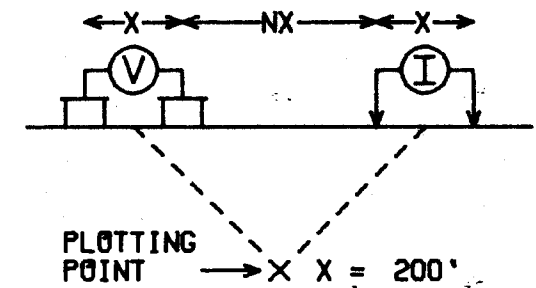 X NX X
V I
PLOTTING
POINT X X = 200'